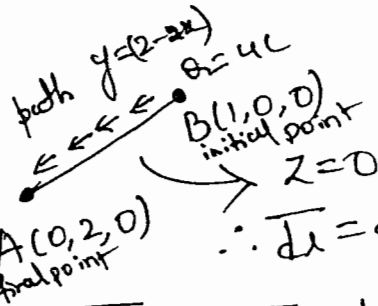 path y=(2-2x)
Q=4C
B(1,0,0)
initial point
Z=0
A(0,2,0)
final point
∴ dl =